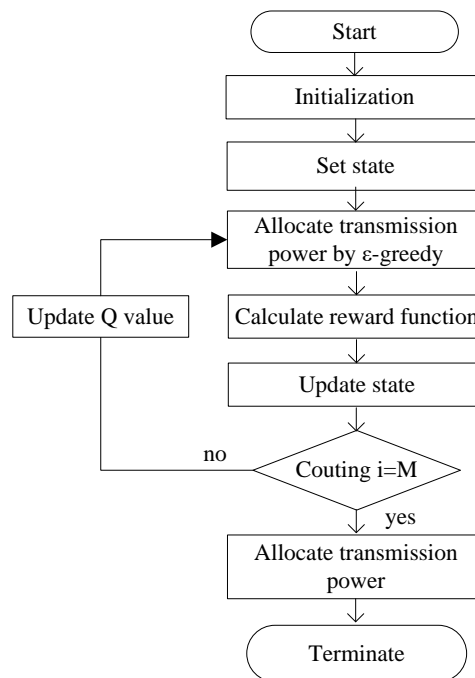 Start
Initialization
Set state
Allocate transmission
power by ε-greedy
Update Q value
Calculate reward function
Update state
no
Couting i=M
yes
Allocate transmission
power
Terminate